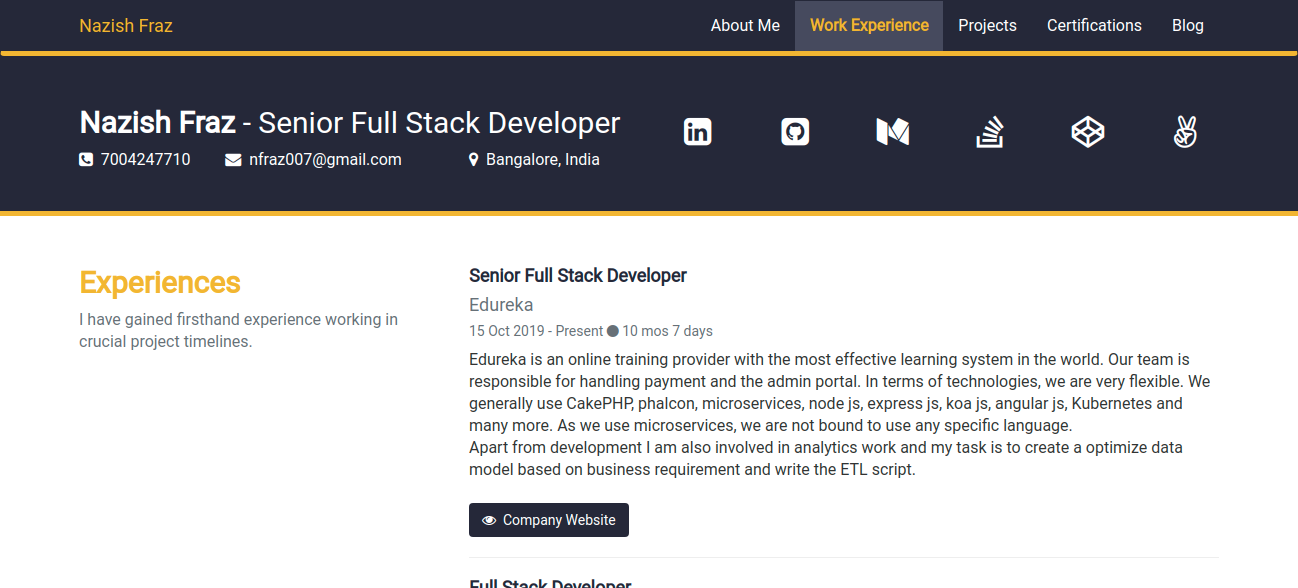 Nazish Fraz
About Me Work Experience Projects Certifications Blog
Nazish Fraz - Senior Full Stack Developer
7004247710 nfraz007@gmail.com Bangalore, India
Experiences
I have gained firsthand experience working in
crucial project timelines.
Senior Full Stack Developer
Edureka
15 Oct 2019 - Present ● 10 mos 7 days
Edureka is an online training provider with the most effective learning system in the world. Our team is
responsible for handling payment and the admin portal. In terms of technologies, we are very flexible. We
generally use CakePHP, phalcon, microservices, node js, express js, koa js, angular js, Kubernetes and
many more. As we use microservices, we are not bound to use any specific language.
Apart from development I am also involved in analytics work and my task is to create a optimize data
model based on business requirement and write the ETL script.
Company Website
Full Stack Developer